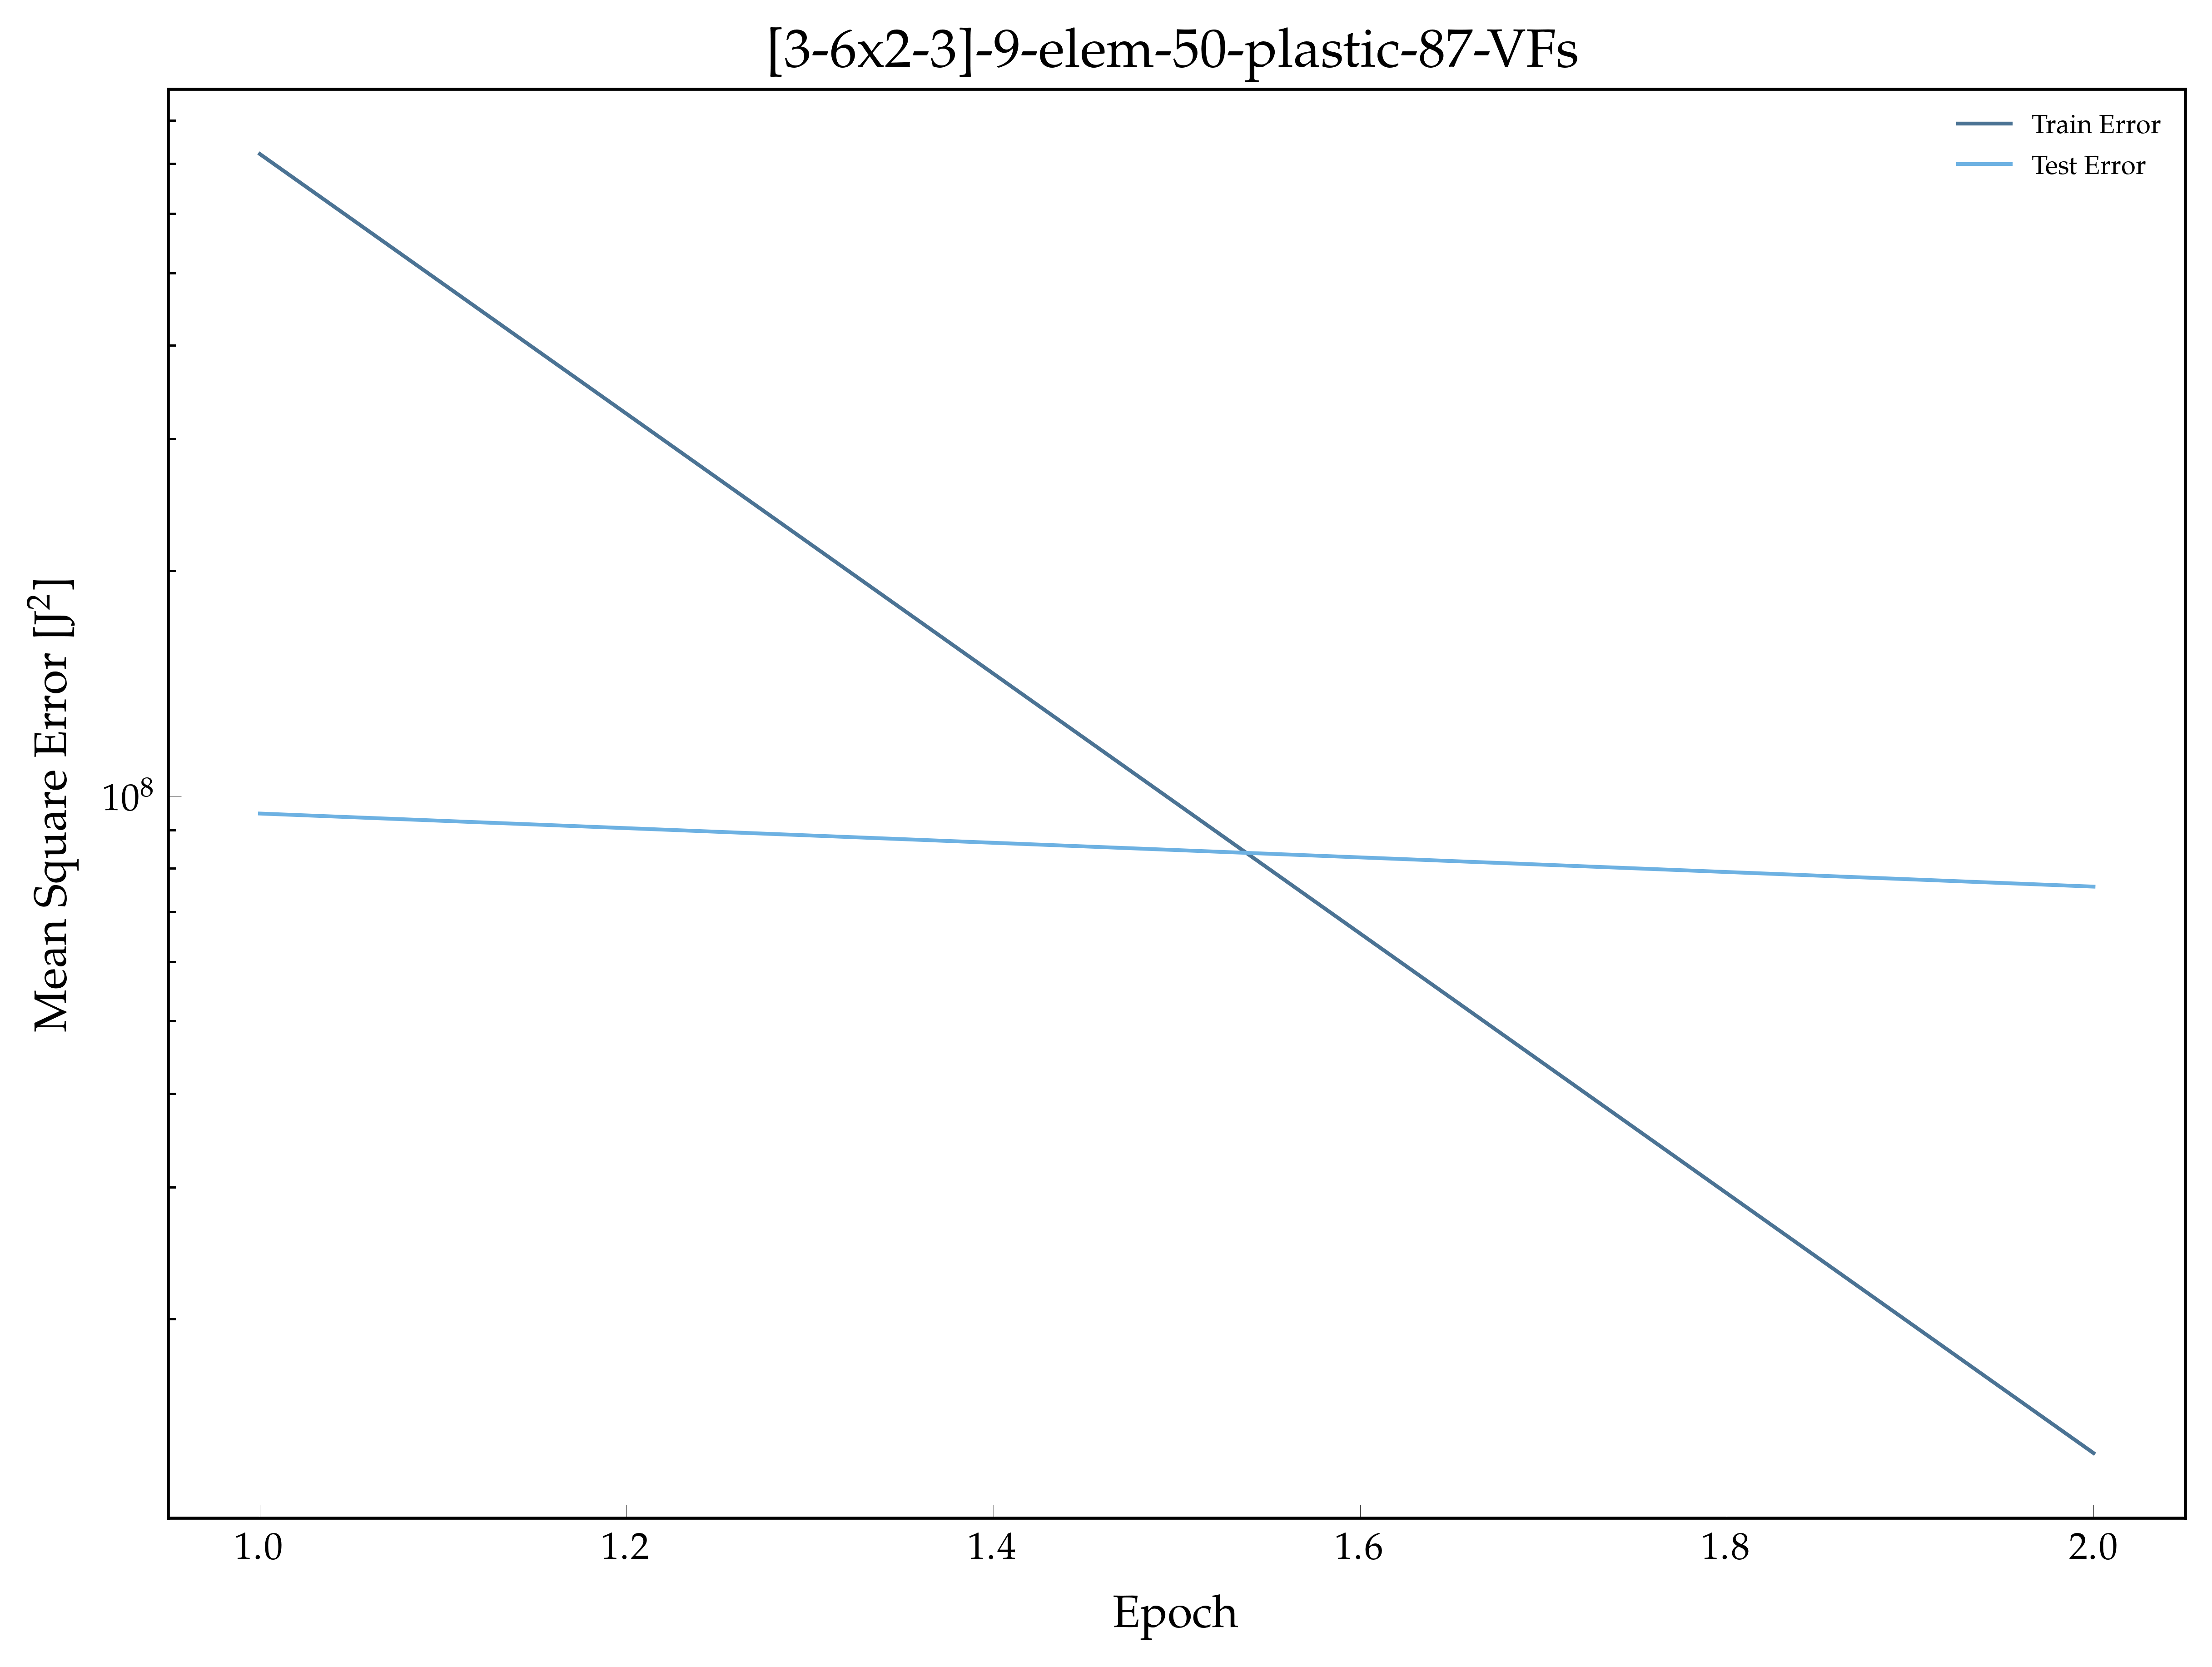 [3-6x2-3]-9-elem-50-plastic-87-VFs
Train Error
Test Error
Mean Square Error [J²]
10⁸
1.0 1.2 1.4 1.6 1.8 2.0
Epoch